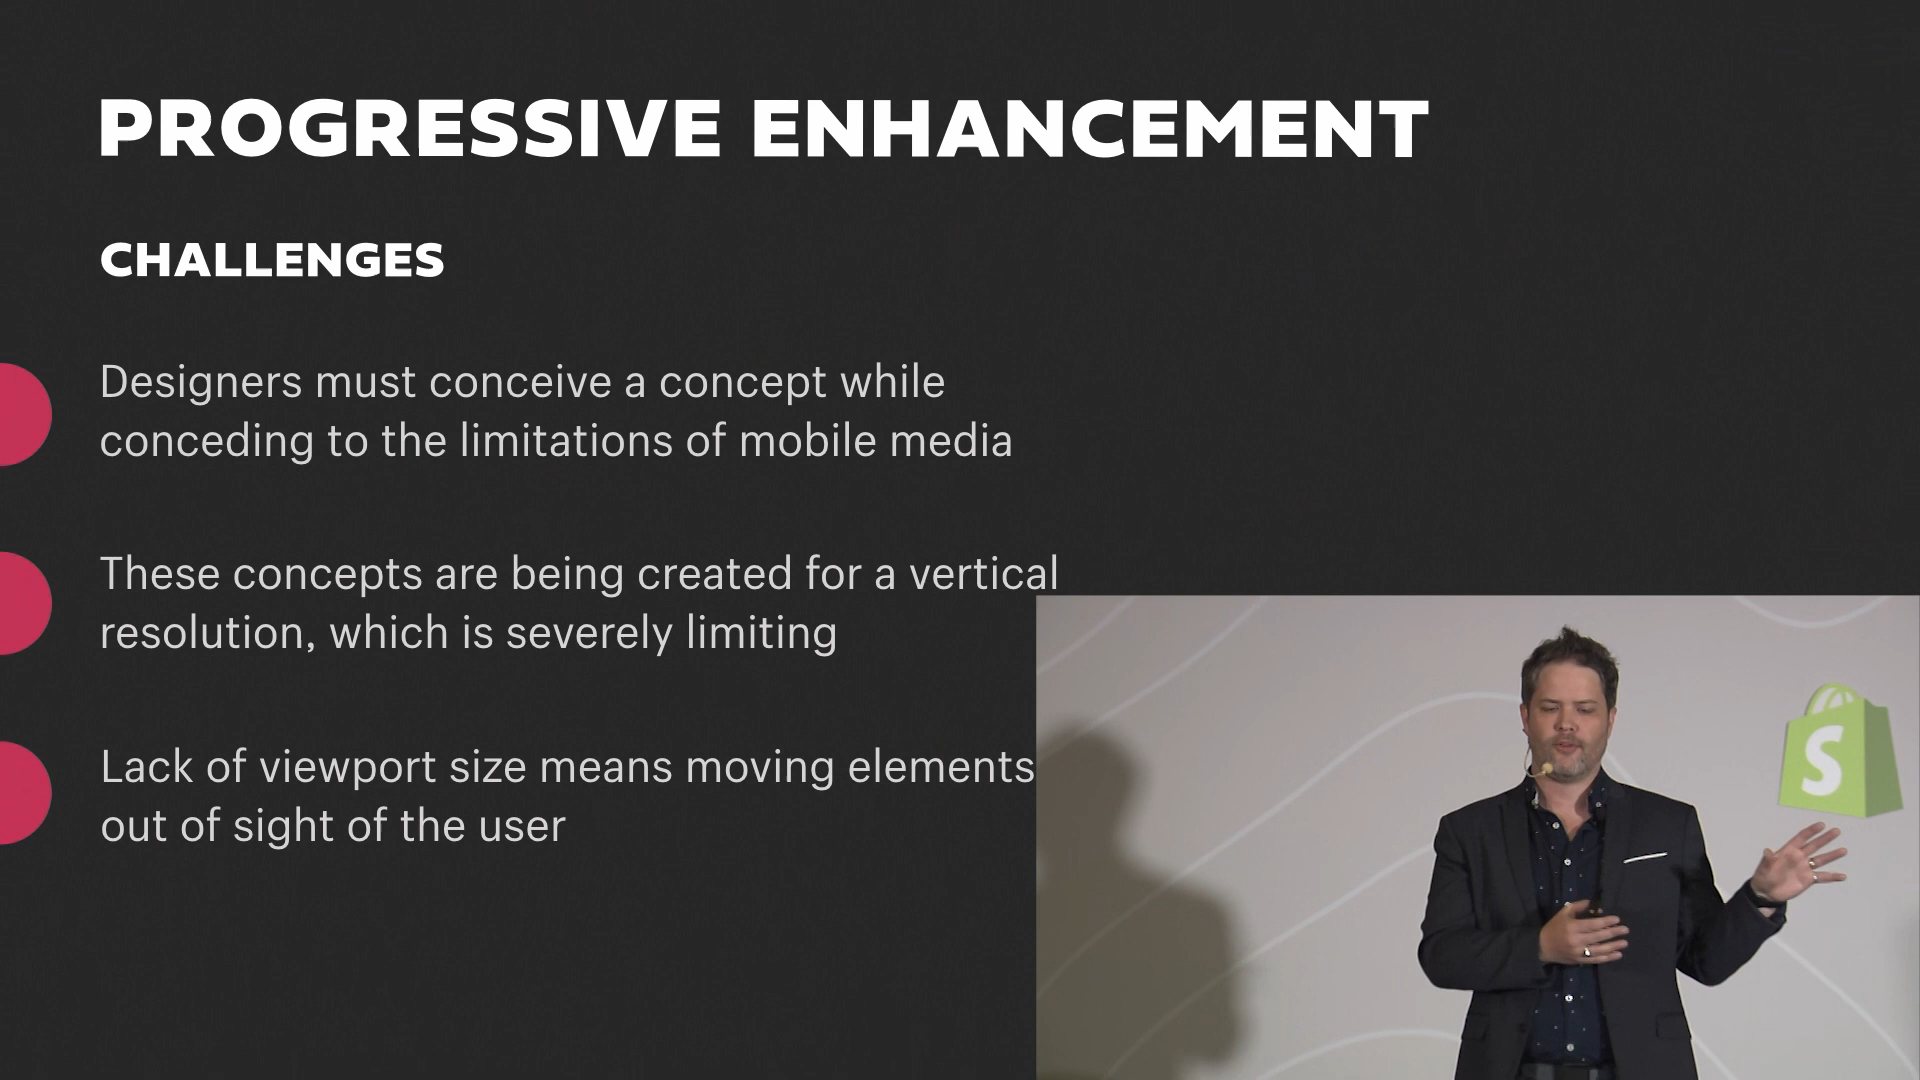 PROGRESSIVE ENHANCEMENT
CHALLENGES
Designers must conceive a concept while
conceding to the limitations of mobile media
These concepts are being created for a vertical
resolution, which is severely limiting
Lack of viewport size means moving elements
out of sight of the user
S